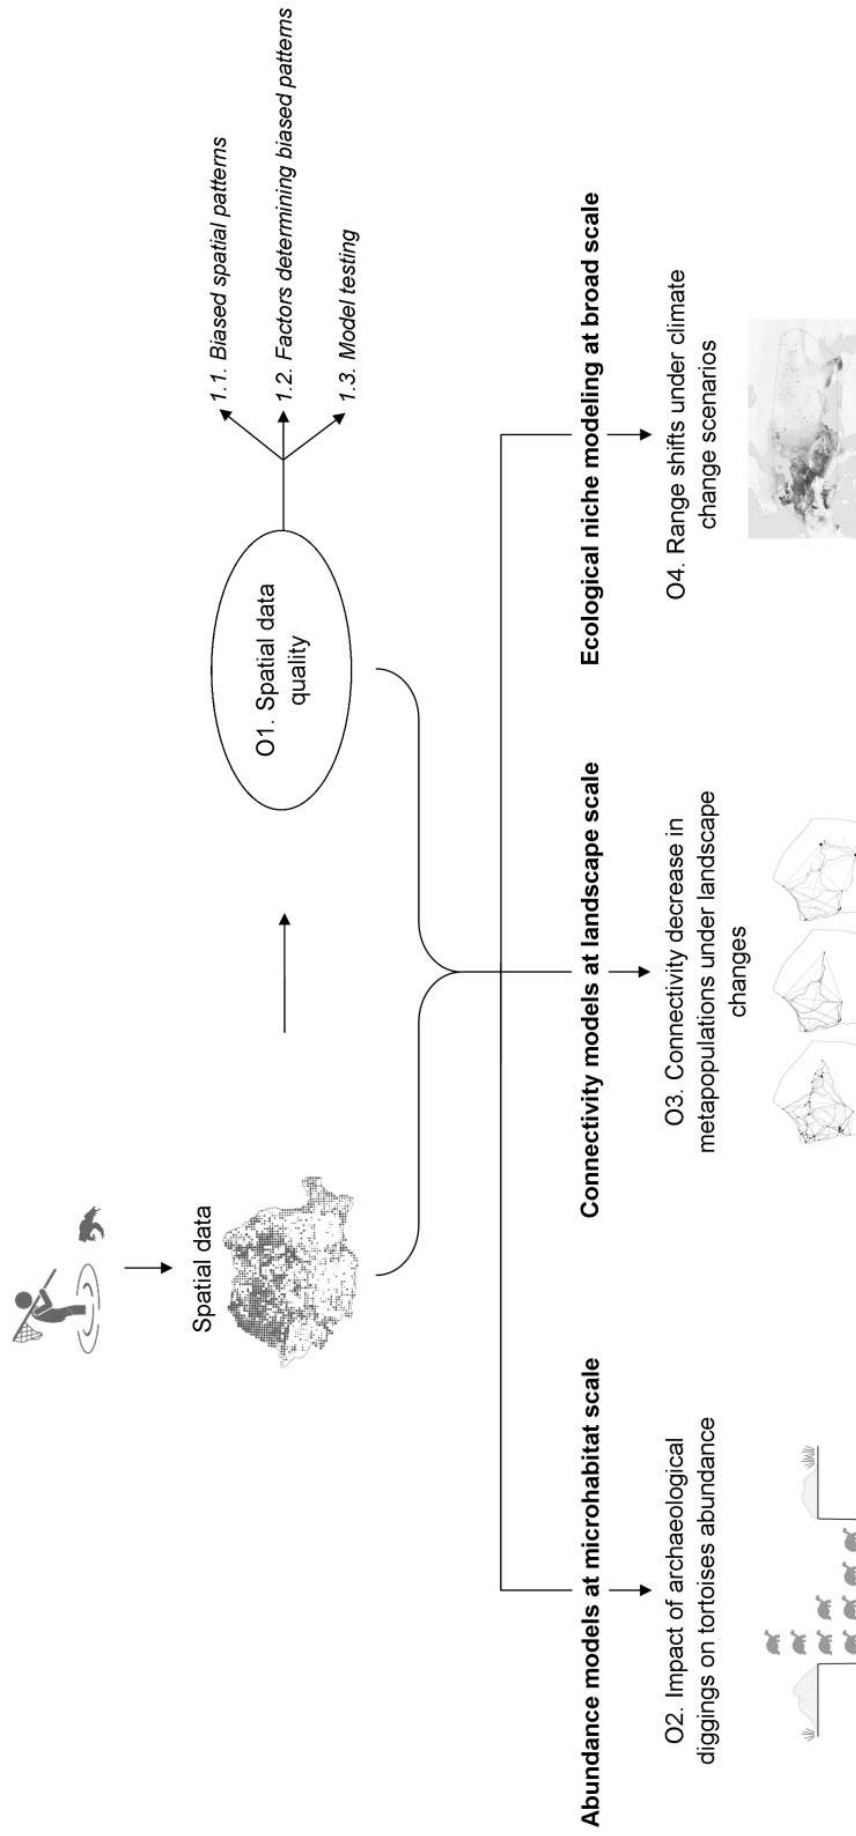 Spatial data
O1. Spatial data
quality
1.1. Biased spatial patterns
1.2. Factors determining biased patterns
1.3. Model testing
Abundance models at microhabitat scale
O2. Impact of archaeological
diggings on tortoises abundance
Connectivity models at landscape scale
O3. Connectivity decrease in
metapopulations under landscape
changes
Ecological niche modeling at broad scale
O4. Range shifts under climate
change scenarios